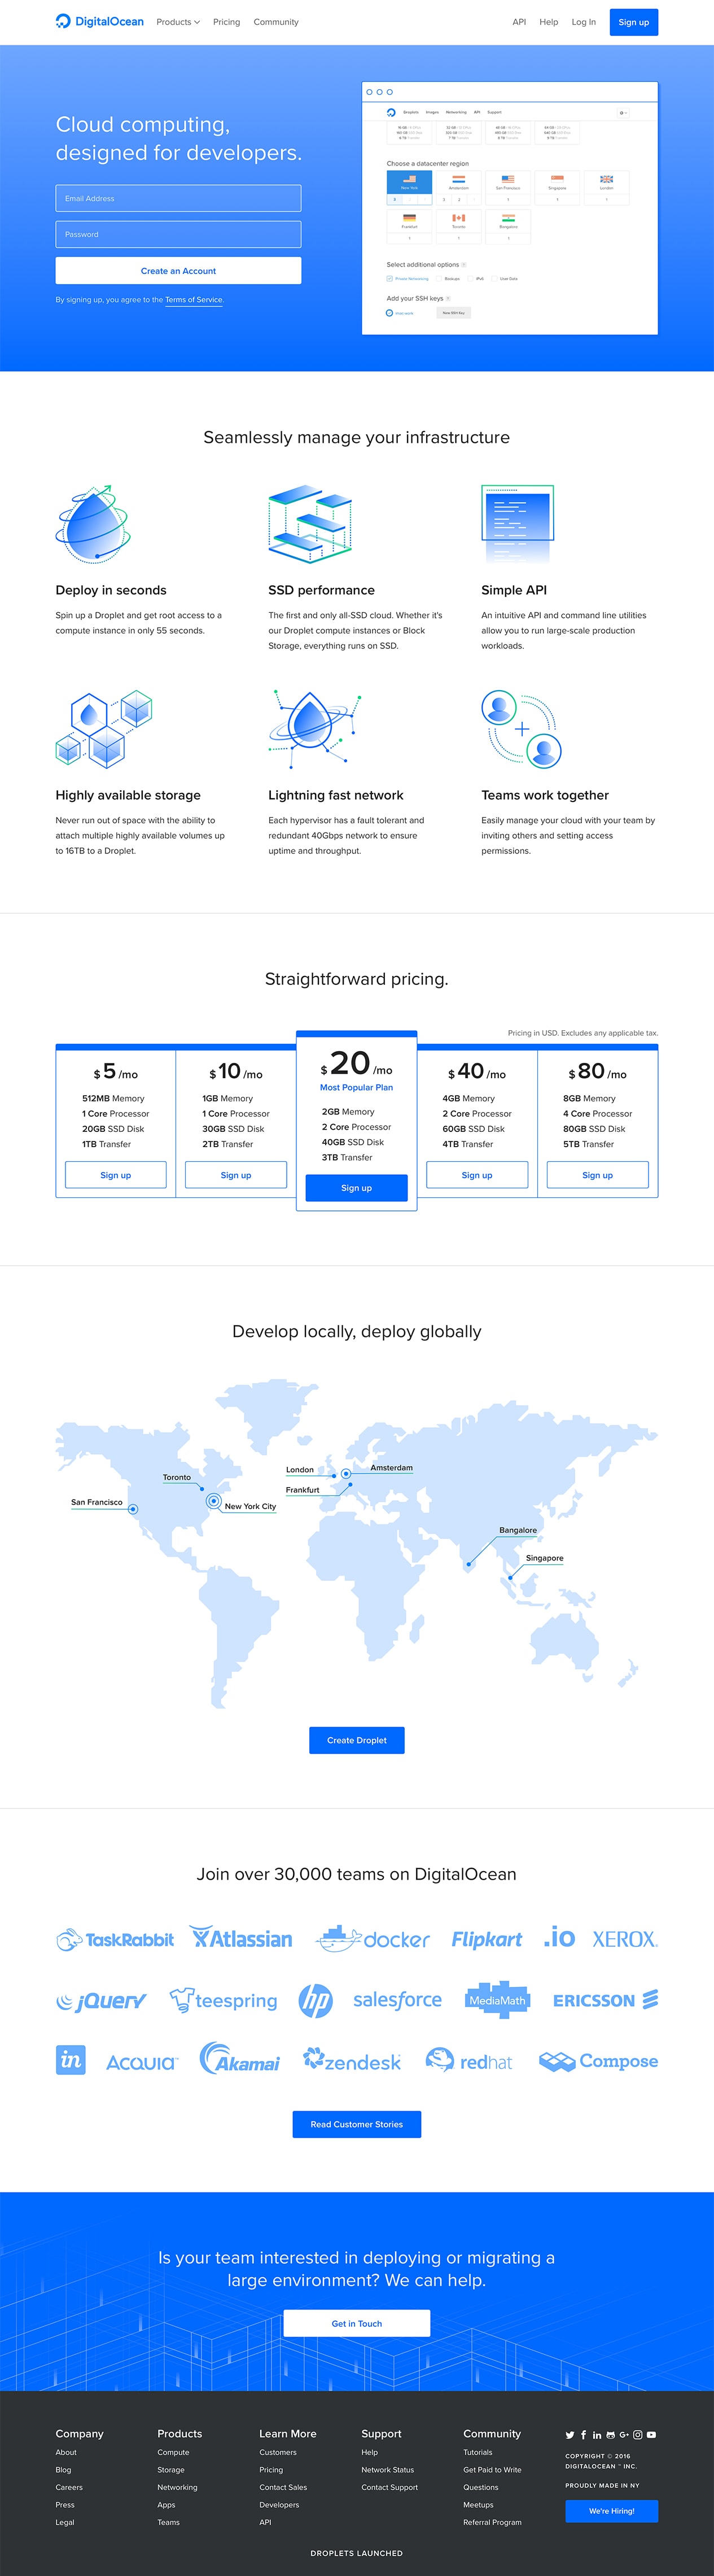 DigitalOcean Products Pricing Community API Help Log In Sign up
Cloud computing,
designed for developers.
Email Address
Password
Create an Account
By signing up, you agree to the Terms of Service.
Droplets Images Networking API Support
Choose a datacenter region
New York Amsterdam San Francisco Singapore London
Frankfurt Toronto Bangalore
Select additional options
Private Networking Backups IPv6 User Data
Add your SSH keys
New SSH Key
Seamlessly manage your infrastructure
Deploy in seconds
Spin up a Droplet and get root access to a
compute instance in only 55 seconds.
SSD performance
The first and only all-SSD cloud. Whether it's
our Droplet compute instances or Block
Storage, everything runs on SSD.
Simple API
An intuitive API and command line utilities
allow you to run large-scale production
workloads.
Highly available storage
Never run out of space with the ability to
attach multiple highly available volumes up
to 16TB to a Droplet.
Lightning fast network
Each hypervisor has a fault tolerant and
redundant 40Gbps network to ensure
uptime and throughput.
Teams work together
Easily manage your cloud with your team by
inviting others and setting access
permissions.
Straightforward pricing.
Pricing in USD. Excludes any applicable tax.
$ 5 /mo
512MB Memory
1 Core Processor
20GB SSD Disk
1TB Transfer
Sign up
$ 10 /mo
1GB Memory
1 Core Processor
30GB SSD Disk
2TB Transfer
Sign up
$ 20 /mo
Most Popular Plan
2GB Memory
2 Core Processor
40GB SSD Disk
3TB Transfer
Sign up
$ 40 /mo
4GB Memory
2 Core Processor
60GB SSD Disk
4TB Transfer
Sign up
$ 80 /mo
8GB Memory
4 Core Processor
80GB SSD Disk
5TB Transfer
Sign up
Develop locally, deploy globally
London
Amsterdam
Toronto
Frankfurt
San Francisco
New York City
Bangalore
Singapore
Create Droplet
Join over 30,000 teams on DigitalOcean
TaskRabbit Atlassian docker Flipkart .io XEROX.
jQuery teespring hp salesforce MediaMath ERICSSON
in ACQUIA™ Akamai zendesk redhat Compose
Read Customer Stories
Is your team interested in deploying or migrating a
large environment? We can help.
Get in Touch
Company
About
Blog
Careers
Press
Legal
Products
Compute
Storage
Networking
Apps
Teams
Learn More
Customers
Pricing
Contact Sales
Developers
API
Support
Help
Network Status
Contact Support
Community
Tutorials
Get Paid to Write
Questions
Meetups
Referral Program
COPYRIGHT © 2016
DIGITALOCEAN ™ INC.
PROUDLY MADE IN NY
We're Hiring!
DROPLETS LAUNCHED